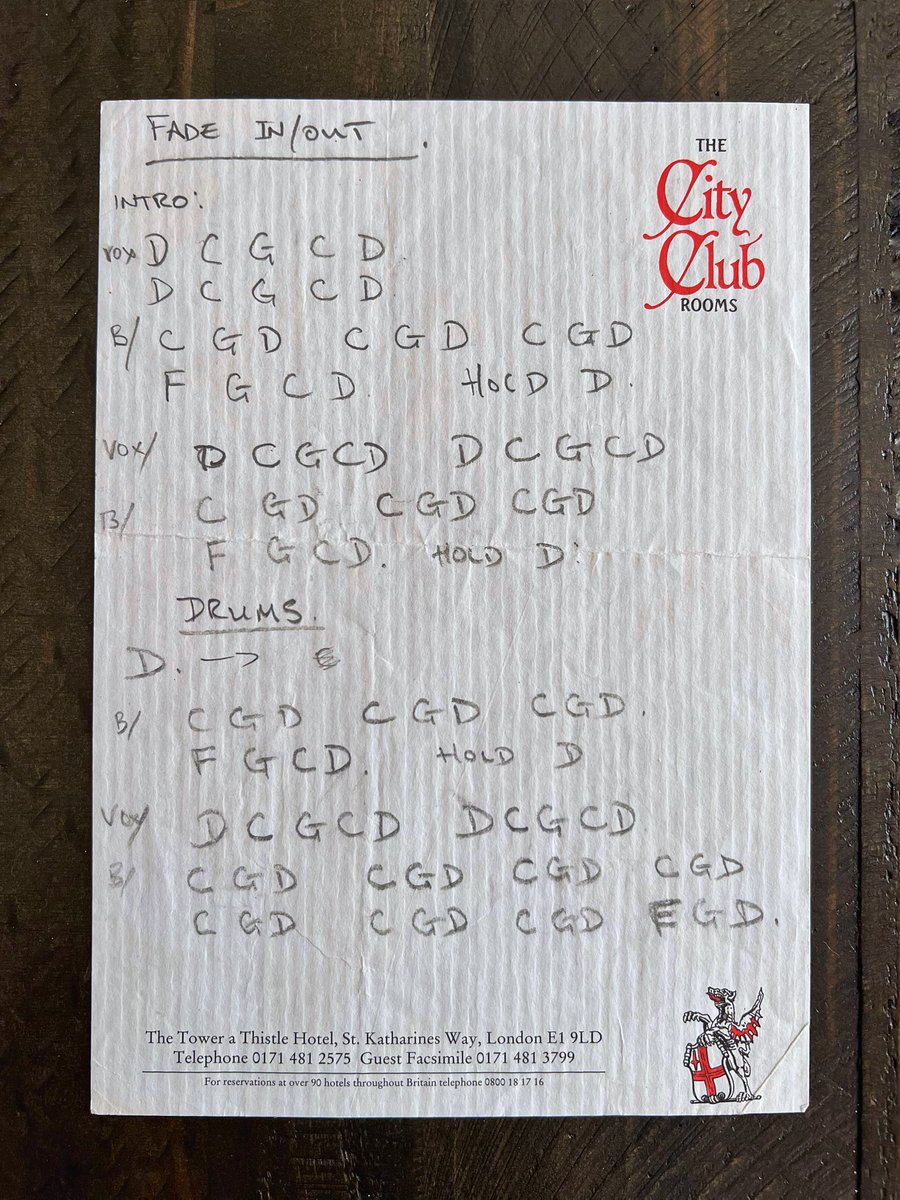 FADE IN/OUT.
THE
City
Club
ROOMS
INTRO:
VOX D C G C D
D C G C D
B/ C G D C G D C G D
F G C D. HOLD D.
VOX/ D C G C D D C G C D
B/ C G D C G D C G D
F G C D. HOLD D.
DRUMS.
D. →
B/ C G D C G D C G D.
F G C D. HOLD D
VOX D C G C D D C G C D
B/ C G D C G D C G D C G D
C G D C G D C G D G D.
The Tower a Thistle Hotel, St. Katharines Way, London E1 9LD
Telephone 0171 481 2575 Guest Facsimile 0171 481 3799
For reservations at over 90 hotels throughout Britain telephone 0800 18 17 16